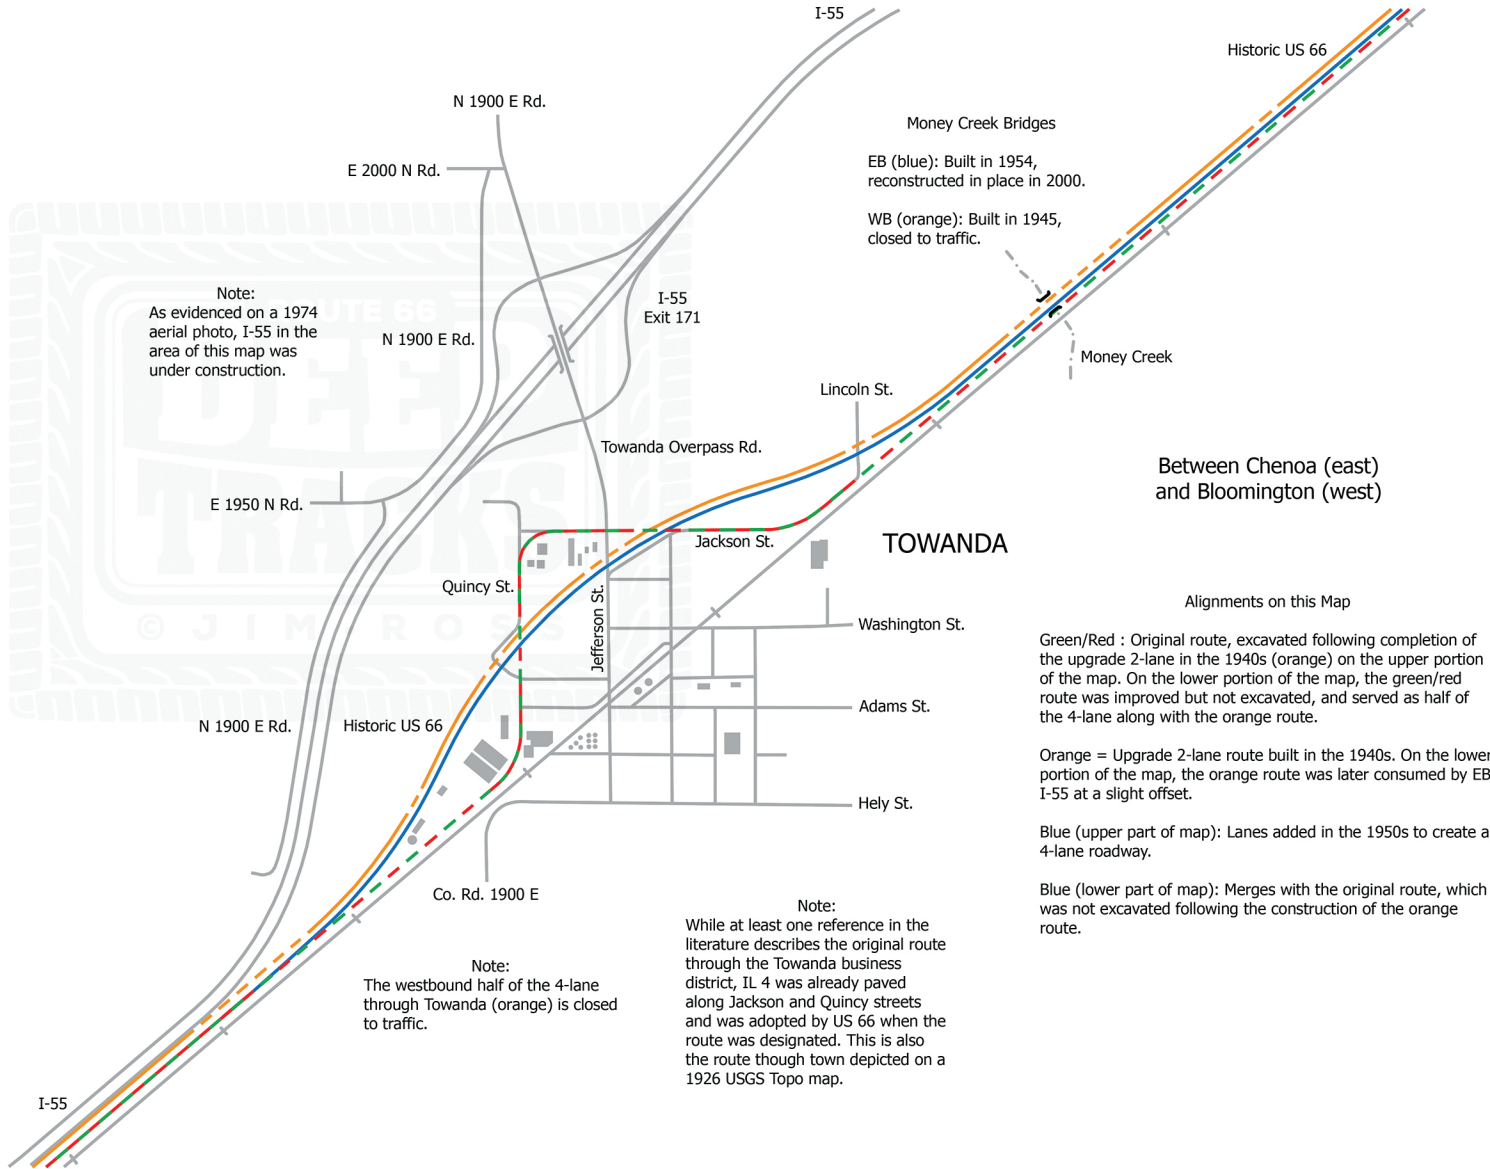 I-55
Historic US 66
N 1900 E Rd.
Money Creek Bridges
EB (blue): Built in 1954,
reconstructed in place in 2000.
WB (orange): Built in 1945,
closed to traffic.
E 2000 N Rd.
Note:
As evidenced on a 1974
aerial photo, I-55 in the
area of this map was
under construction.
ROUTE 66
DEEP
TRACKS
© JIM ROSS
I-55
Exit 171
N 1900 E Rd.
Money Creek
Lincoln St.
Towanda Overpass Rd.
Between Chenoa (east)
and Bloomington (west)
E 1950 N Rd.
Jackson St.
TOWANDA
Quincy St.
Jefferson St.
Washington St.
Adams St.
N 1900 E Rd.
Historic US 66
Hely St.
Co. Rd. 1900 E
Alignments on this Map
Green/Red : Original route, excavated following completion of
the upgrade 2-lane in the 1940s (orange) on the upper portion
of the map. On the lower portion of the map, the green/red
route was improved but not excavated, and served as half of
the 4-lane along with the orange route.
Orange = Upgrade 2-lane route built in the 1940s. On the lower
portion of the map, the orange route was later consumed by EB
I-55 at a slight offset.
Blue (upper part of map): Lanes added in the 1950s to create a
4-lane roadway.
Blue (lower part of map): Merges with the original route, which
was not excavated following the construction of the orange
route.
Note:
The westbound half of the 4-lane
through Towanda (orange) is closed
to traffic.
Note:
While at least one reference in the
literature describes the original route
through the Towanda business
district, IL 4 was already paved
along Jackson and Quincy streets
and was adopted by US 66 when the
route was designated. This is also
the route though town depicted on a
1926 USGS Topo map.
I-55